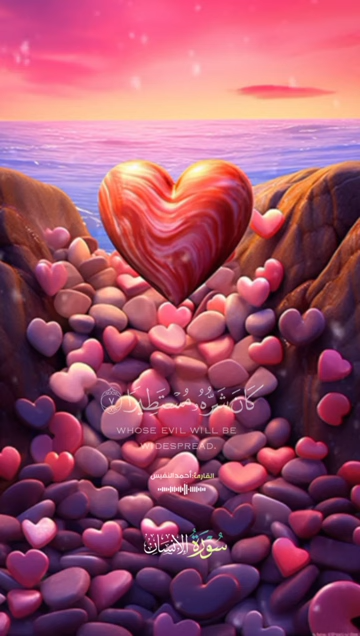 كَانَ شَرُّهُۥ مُسْتَطِيرًا
WHOSE EVIL WILL BE
WIDESPREAD.
القارئ: أحمد النفيس
سُورَةُ الإِنسَان